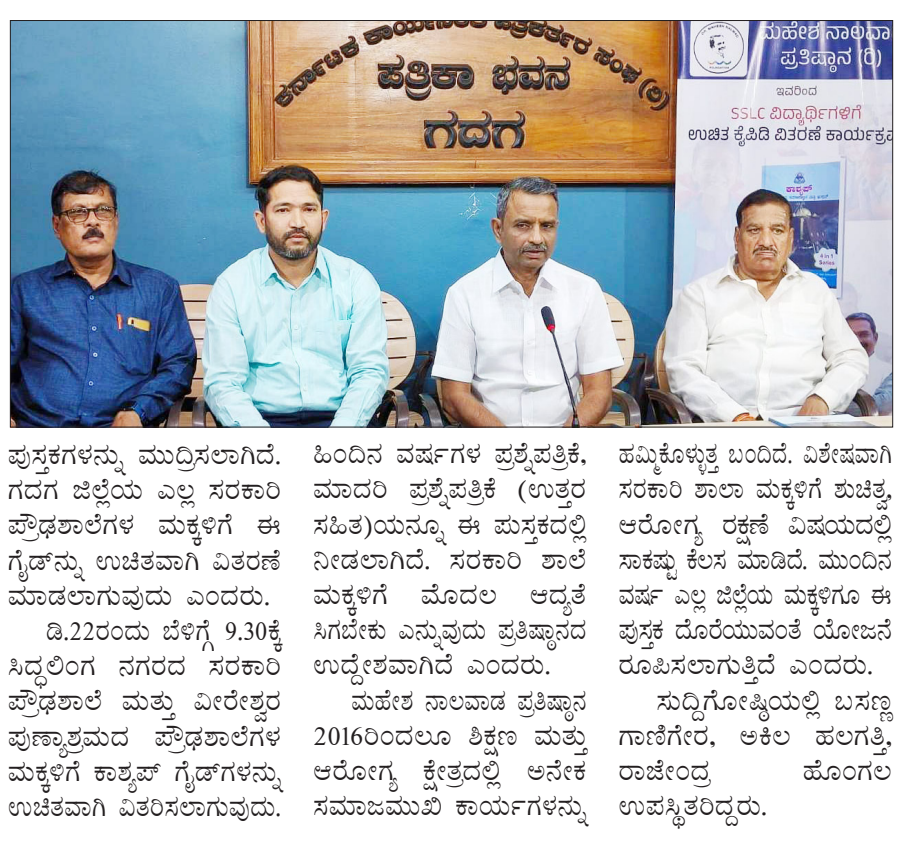 ಕರ್ನಾಟಕ ಕಾರ್ಯನಿರತ ಪತ್ರಕರ್ತರ ಸಂಘ (ರಿ)
ಪತ್ರಿಕಾ ಭವನ
ಗದಗ
ಮಹೇಶ ನಾಲವಾ
ಪ್ರತಿಷ್ಠಾನ (ರಿ)
ಇವರಿಂದ
SSLC ವಿದ್ಯಾರ್ಥಿಗಳಿಗೆ
ಉಚಿತ ಕೈಪಿಡಿ ವಿತರಣೆ ಕಾರ್ಯಕ್ರಮ
ಕಾಶ್ಯಪ್
4 in 1
Series
ಪುಸ್ತಕಗಳನ್ನು ಮುದ್ರಿಸಲಾಗಿದೆ.
ಗದಗ ಜಿಲ್ಲೆಯ ಎಲ್ಲ ಸರಕಾರಿ
ಪ್ರೌಢಶಾಲೆಗಳ ಮಕ್ಕಳಿಗೆ ಈ
ಗೈಡ್‌ನ್ನು ಉಚಿತವಾಗಿ ವಿತರಣೆ
ಮಾಡಲಾಗುವುದು ಎಂದರು.
ಡಿ.22ರಂದು ಬೆಳಿಗ್ಗೆ 9.30ಕ್ಕೆ
ಸಿದ್ಧಲಿಂಗ ನಗರದ ಸರಕಾರಿ
ಪ್ರೌಢಶಾಲೆ ಮತ್ತು ವೀರೇಶ್ವರ
ಪುಣ್ಯಾಶ್ರಮದ ಪ್ರೌಢಶಾಲೆಗಳ
ಮಕ್ಕಳಿಗೆ ಕಾಶ್ಯಪ್ ಗೈಡ್‌ಗಳನ್ನು
ಉಚಿತವಾಗಿ ವಿತರಿಸಲಾಗುವುದು.
ಹಿಂದಿನ ವರ್ಷಗಳ ಪ್ರಶ್ನೆಪತ್ರಿಕೆ,
ಮಾದರಿ ಪ್ರಶ್ನೆಪತ್ರಿಕೆ (ಉತ್ತರ
ಸಹಿತ)ಯನ್ನೂ ಈ ಪುಸ್ತಕದಲ್ಲಿ
ನೀಡಲಾಗಿದೆ. ಸರಕಾರಿ ಶಾಲೆ
ಮಕ್ಕಳಿಗೆ ಮೊದಲ ಆದ್ಯತೆ
ಸಿಗಬೇಕು ಎನ್ನುವುದು ಪ್ರತಿಷ್ಠಾನದ
ಉದ್ದೇಶವಾಗಿದೆ ಎಂದರು.
ಮಹೇಶ ನಾಲವಾಡ ಪ್ರತಿಷ್ಠಾನ
2016ರಿಂದಲೂ ಶಿಕ್ಷಣ ಮತ್ತು
ಆರೋಗ್ಯ ಕ್ಷೇತ್ರದಲ್ಲಿ ಅನೇಕ
ಸಮಾಜಮುಖಿ ಕಾರ್ಯಗಳನ್ನು
ಹಮ್ಮಿಕೊಳ್ಳುತ್ತ ಬಂದಿದೆ. ವಿಶೇಷವಾಗಿ
ಸರಕಾರಿ ಶಾಲಾ ಮಕ್ಕಳಿಗೆ ಶುಚಿತ್ವ,
ಆರೋಗ್ಯ ರಕ್ಷಣೆ ವಿಷಯದಲ್ಲಿ
ಸಾಕಷ್ಟು ಕೆಲಸ ಮಾಡಿದೆ. ಮುಂದಿನ
ವರ್ಷ ಎಲ್ಲ ಜಿಲ್ಲೆಯ ಮಕ್ಕಳಿಗೂ ಈ
ಪುಸ್ತಕ ದೊರೆಯುವಂತೆ ಯೋಜನೆ
ರೂಪಿಸಲಾಗುತ್ತಿದೆ ಎಂದರು.
ಸುದ್ದಿಗೋಷ್ಠಿಯಲ್ಲಿ ಬಸಣ್ಣ
ಗಾಣಿಗೇರ, ಅಕಿಲ ಹಲಗತ್ತಿ,
ರಾಜೇಂದ್ರ ಹೊಂಗಲ
ಉಪಸ್ಥಿತರಿದ್ದರು.